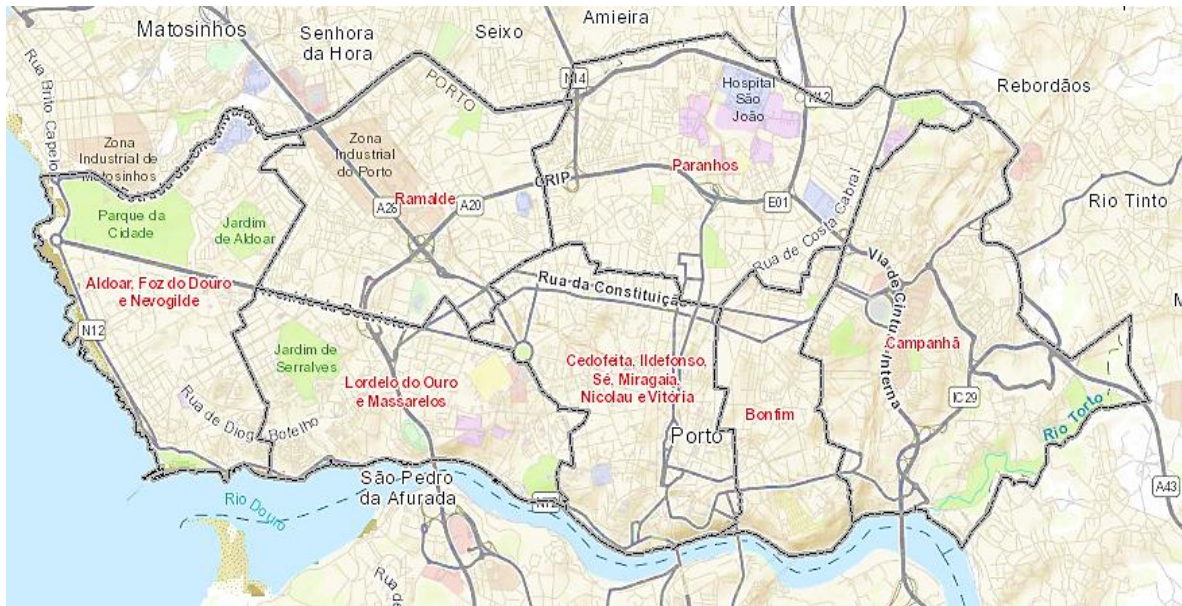 Matosinhos
Senhora
da Hora
Seixo
Amieira
Rua Brito Capelo
PORTO
N14
Hospital
São
João
N12
Rebordãos
Zona
Industrial de
Matosinhos
Zona
Industrial
do Porto
Paranhos
CRIP
Ramalde
A28
A20
E01
Rio Tinto
Parque da
Cidade
Jardim
de Aldoar
Rua de Costa Cabral
Aldoar, Foz do Douro
e Nevogilde
Rua da Constituição
Via de Cintura Interna
N12
Campanhã
Jardim de
Serralves
Cedofeita, Ildefonso,
Sé, Miragaia,
Nicolau e Vitória
Lordelo do Ouro
e Massarelos
Bonfim
IC29
Rua de Diogo Botelho
Porto
Rio Torto
São Pedro
da Afurada
A43
Rio Douro
N12
Rua de